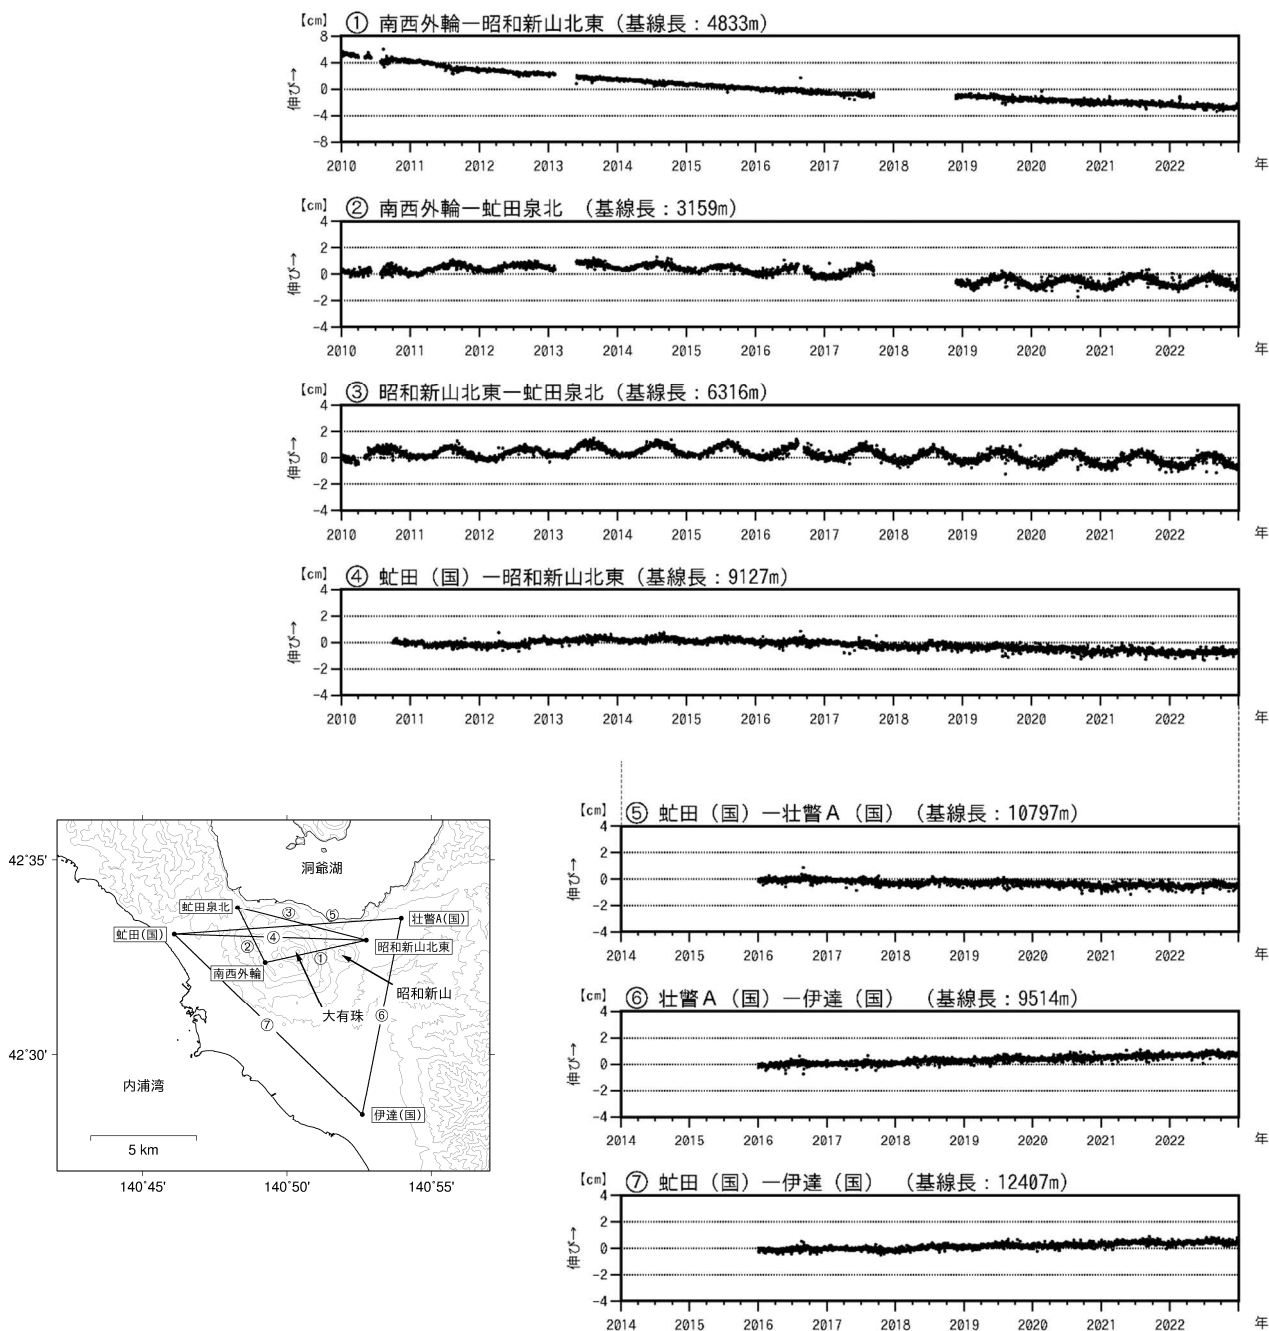 [cm] ① 南西外輪－昭和新山北東（基線長：4833m）
8
4
0
-4
-8
伸び→
2010 2011 2012 2013 2014 2015 2016 2017 2018 2019 2020 2021 2022 年
[cm] ② 南西外輪－虻田泉北 （基線長：3159m）
4
2
0
-2
-4
伸び→
2010 2011 2012 2013 2014 2015 2016 2017 2018 2019 2020 2021 2022 年
[cm] ③ 昭和新山北東－虻田泉北（基線長：6316m）
4
2
0
-2
-4
伸び→
2010 2011 2012 2013 2014 2015 2016 2017 2018 2019 2020 2021 2022 年
[cm] ④ 虻田（国）－昭和新山北東（基線長：9127m）
4
2
0
-2
-4
伸び→
2010 2011 2012 2013 2014 2015 2016 2017 2018 2019 2020 2021 2022 年
[cm] ⑤ 虻田（国）－壮瞥Ａ（国）（基線長：10797m）
4
2
0
-2
-4
伸び→
2014 2015 2016 2017 2018 2019 2020 2021 2022 年
[cm] ⑥ 壮瞥Ａ（国）－伊達（国） （基線長：9514m）
4
2
0
-2
-4
伸び→
2014 2015 2016 2017 2018 2019 2020 2021 2022 年
[cm] ⑦ 虻田（国）－伊達（国） （基線長：12407m）
4
2
0
-2
-4
伸び→
2014 2015 2016 2017 2018 2019 2020 2021 2022 年
42˚35'
42˚30'
洞爺湖
虻田泉北
③
⑤
壮瞥A(国)
虻田(国)
④
②
昭和新山北東
①
南西外輪
昭和新山
大有珠
⑥
⑦
内浦湾
伊達(国)
5 km
140˚45' 140˚50' 140˚55'